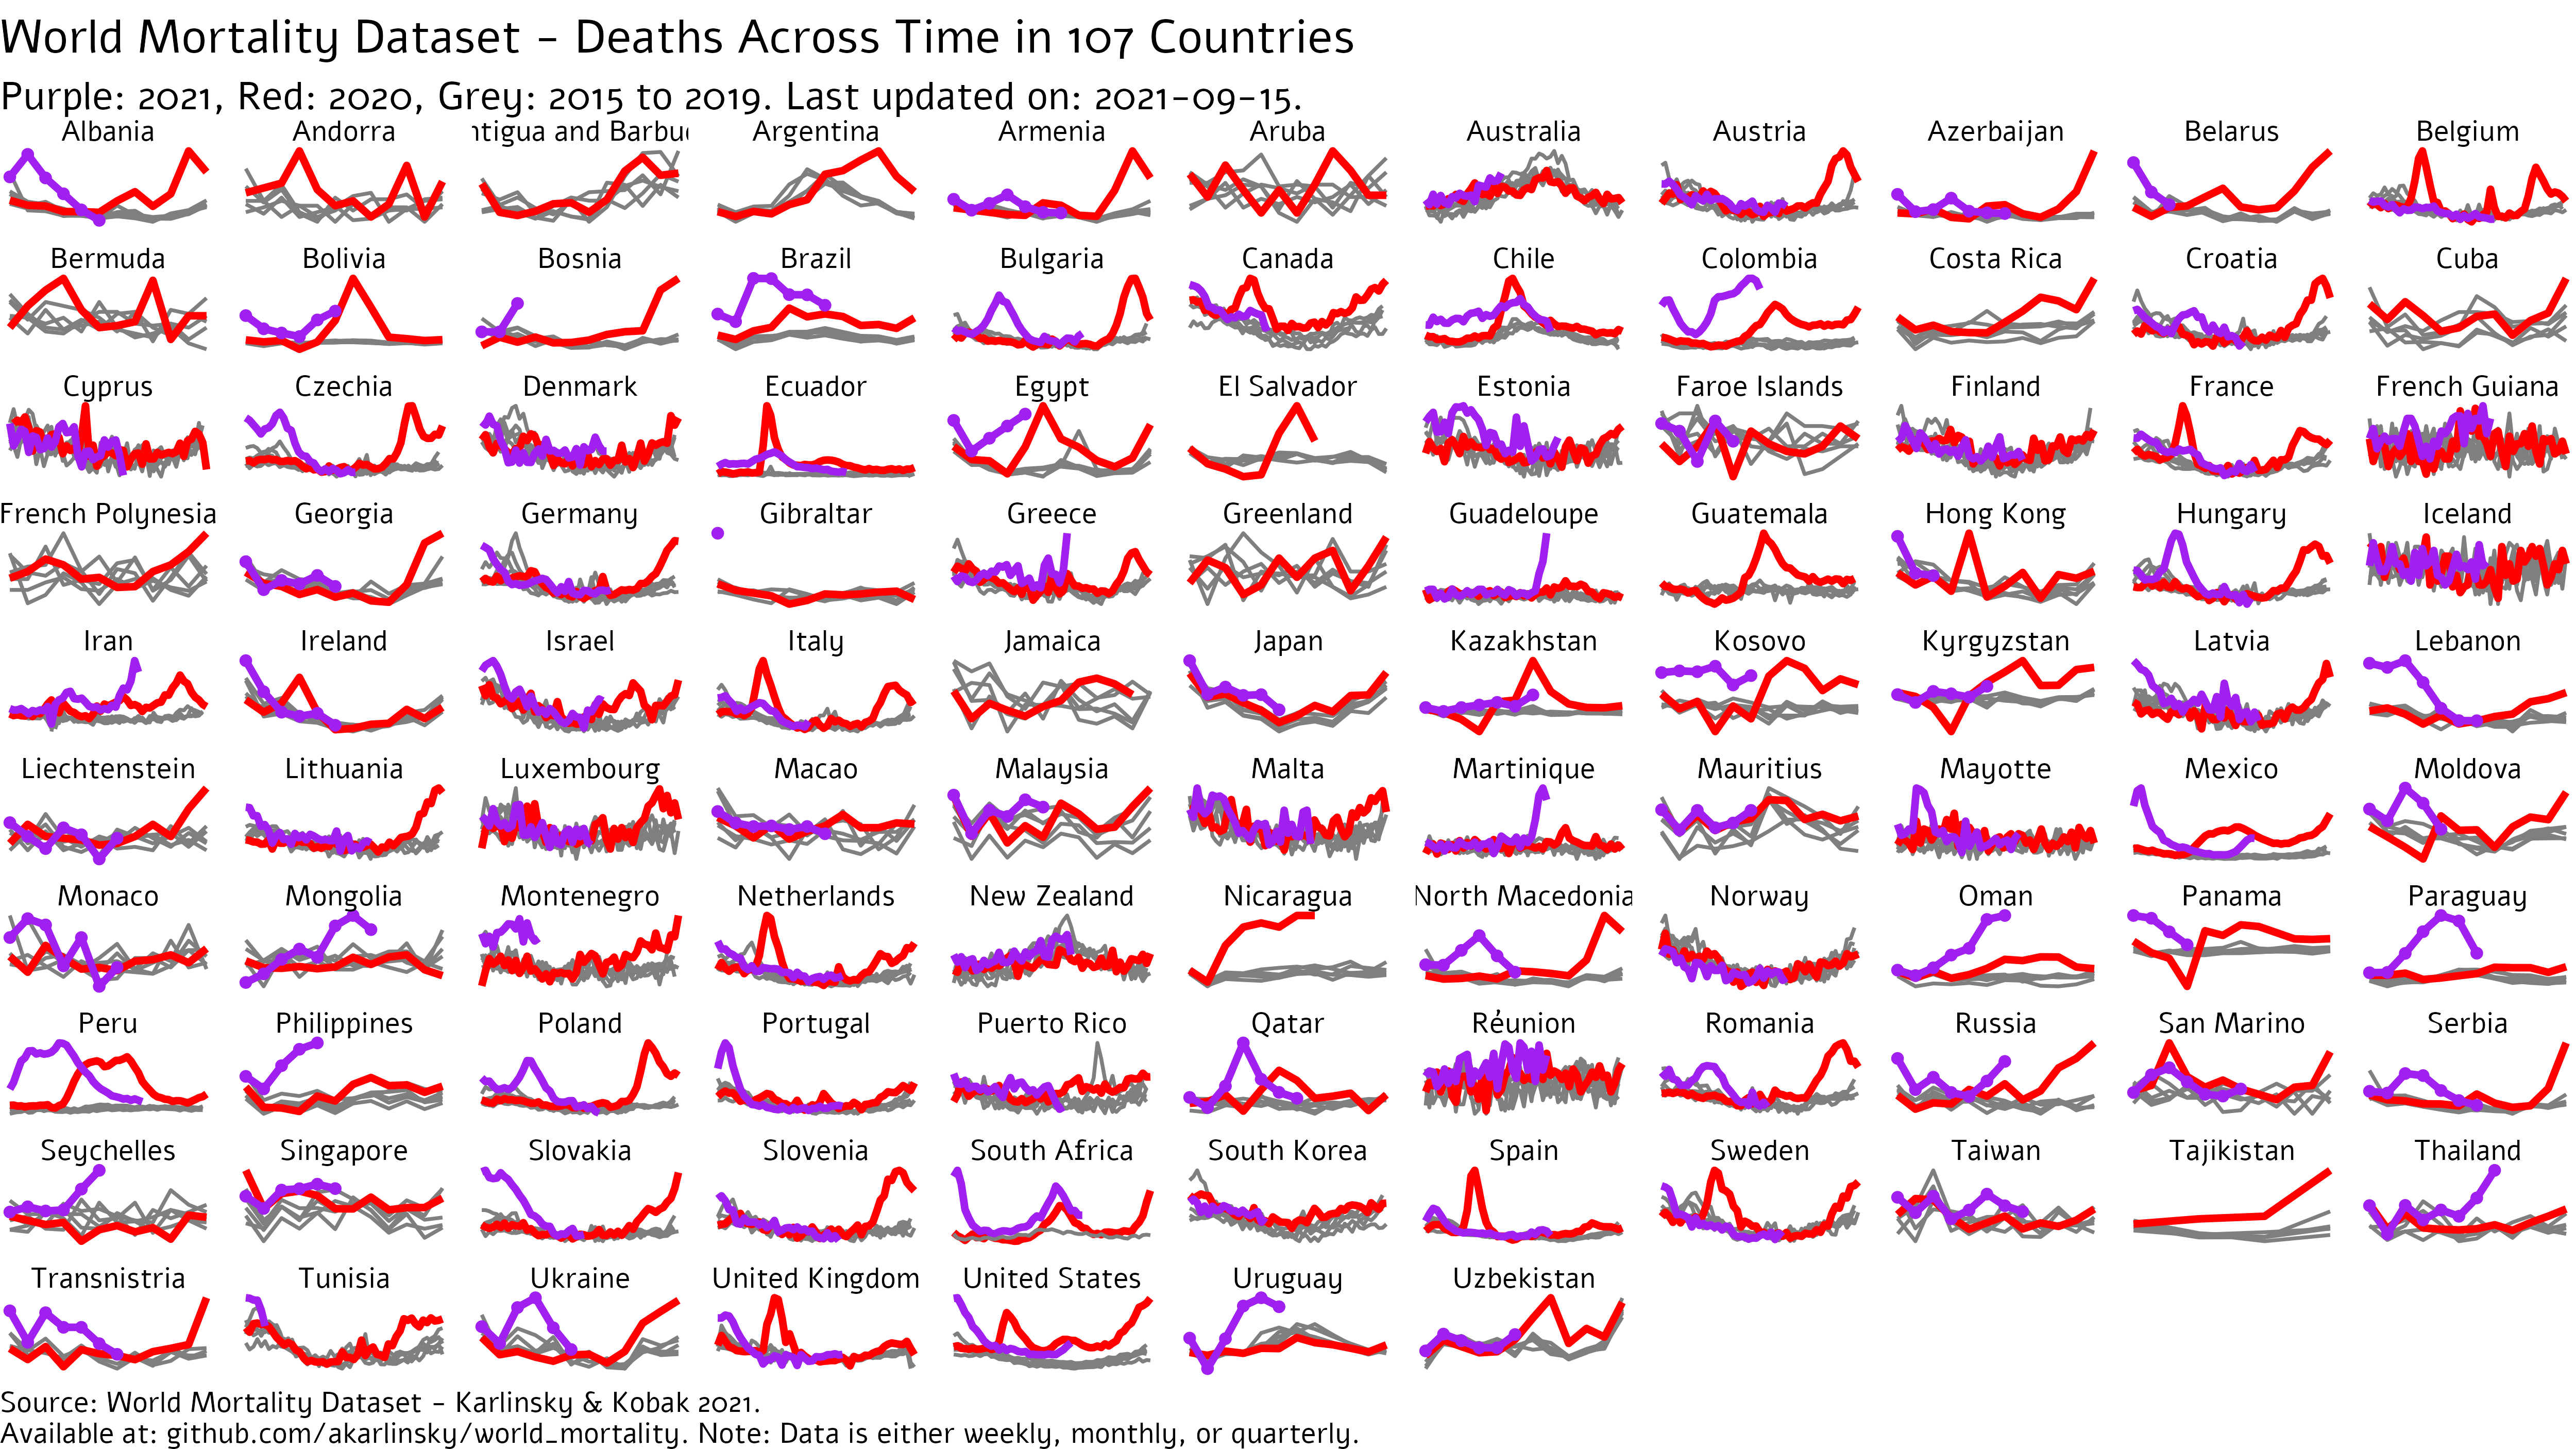 World Mortality Dataset - Deaths Across Time in 107 Countries
Purple: 2021, Red: 2020, Grey: 2015 to 2019. Last updated on: 2021-09-15.
Albania Andorra ntigua and Barbu Argentina Armenia Aruba Australia Austria Azerbaijan Belarus Belgium
Bermuda Bolivia Bosnia Brazil Bulgaria Canada Chile Colombia Costa Rica Croatia Cuba
Cyprus Czechia Denmark Ecuador Egypt El Salvador Estonia Faroe Islands Finland France French Guiana
French Polynesia Georgia Germany Gibraltar Greece Greenland Guadeloupe Guatemala Hong Kong Hungary Iceland
Iran Ireland Israel Italy Jamaica Japan Kazakhstan Kosovo Kyrgyzstan Latvia Lebanon
Liechtenstein Lithuania Luxembourg Macao Malaysia Malta Martinique Mauritius Mayotte Mexico Moldova
Monaco Mongolia Montenegro Netherlands New Zealand Nicaragua North Macedonia Norway Oman Panama Paraguay
Peru Philippines Poland Portugal Puerto Rico Qatar Réunion Romania Russia San Marino Serbia
Seychelles Singapore Slovakia Slovenia South Africa South Korea Spain Sweden Taiwan Tajikistan Thailand
Transnistria Tunisia Ukraine United Kingdom United States Uruguay Uzbekistan
Source: World Mortality Dataset - Karlinsky & Kobak 2021.
Available at: github.com/akarlinsky/world_mortality. Note: Data is either weekly, monthly, or quarterly.